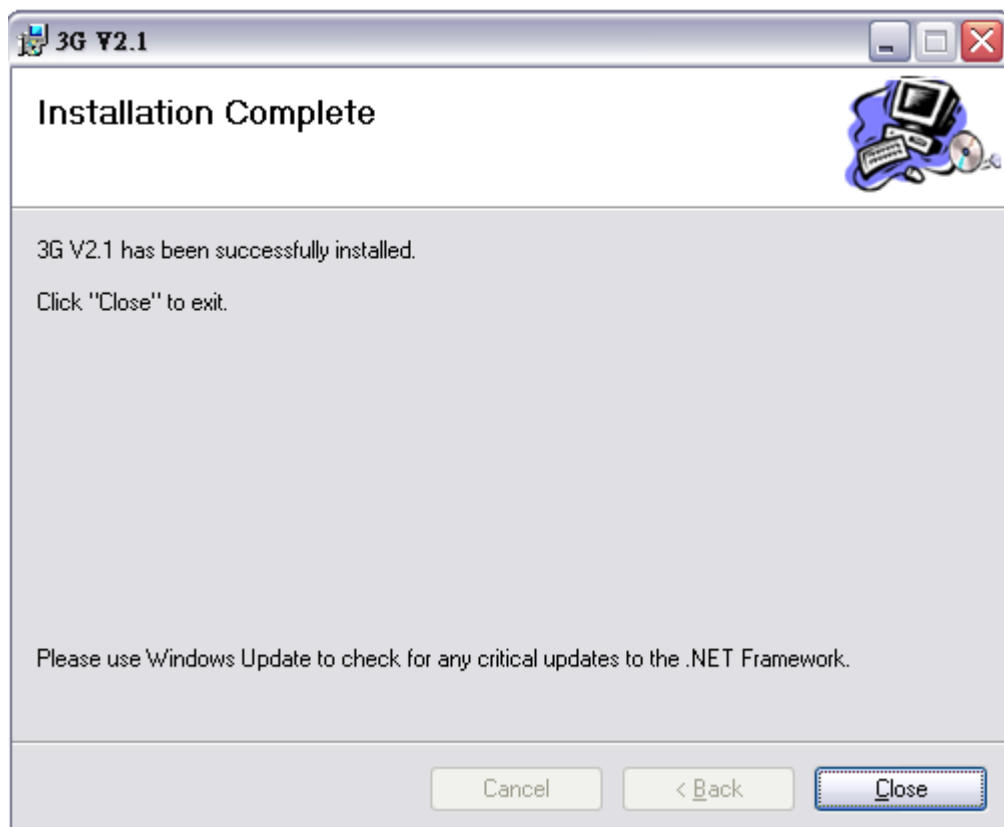 3G V2.1
Installation Complete
3G V2.1 has been successfully installed.
Click "Close" to exit.
Please use Windows Update to check for any critical updates to the .NET Framework.
Cancel
< Back
Close